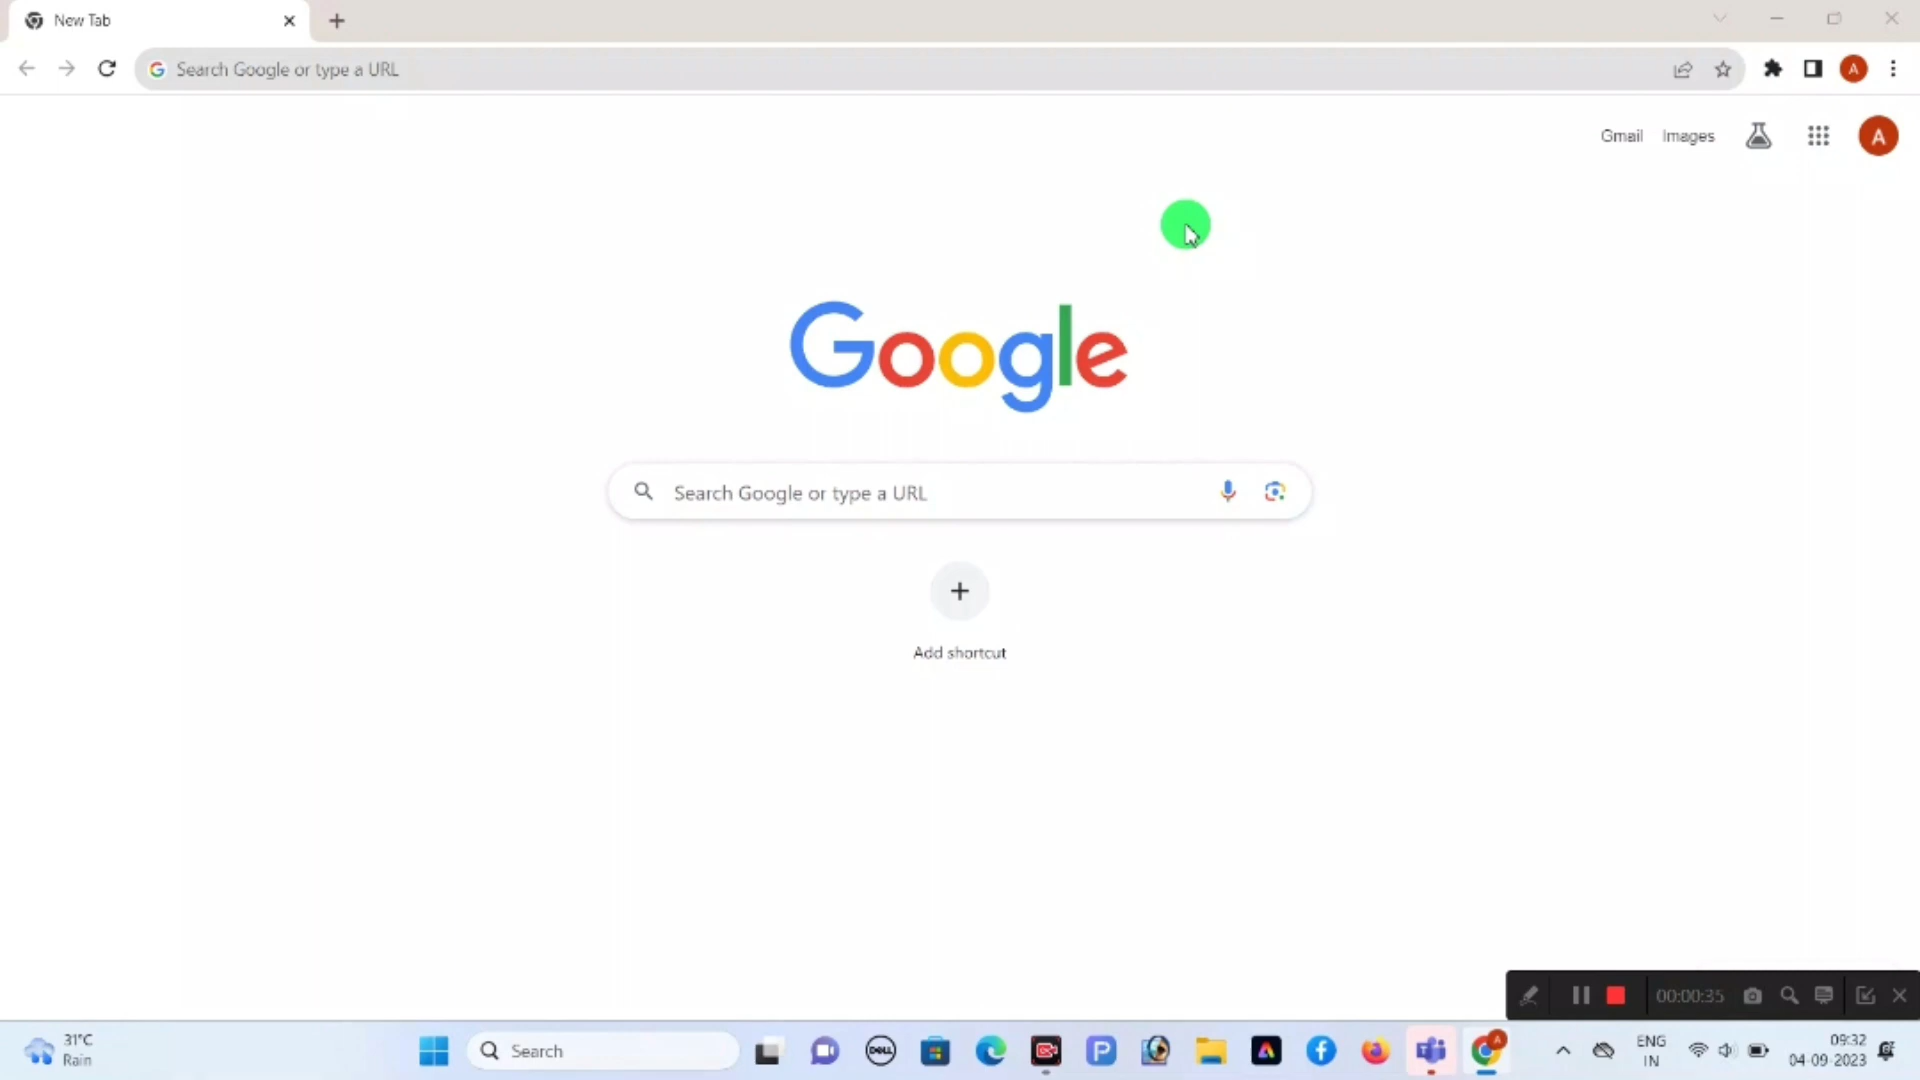 New Tab
Search Google or type a URL
A
Gmail Images
A
Google
Search Google or type a URL
Add shortcut
00:00:35
31°C
Rain
Search
DELL
P
A
ENG
IN
09:32
04-09-2023